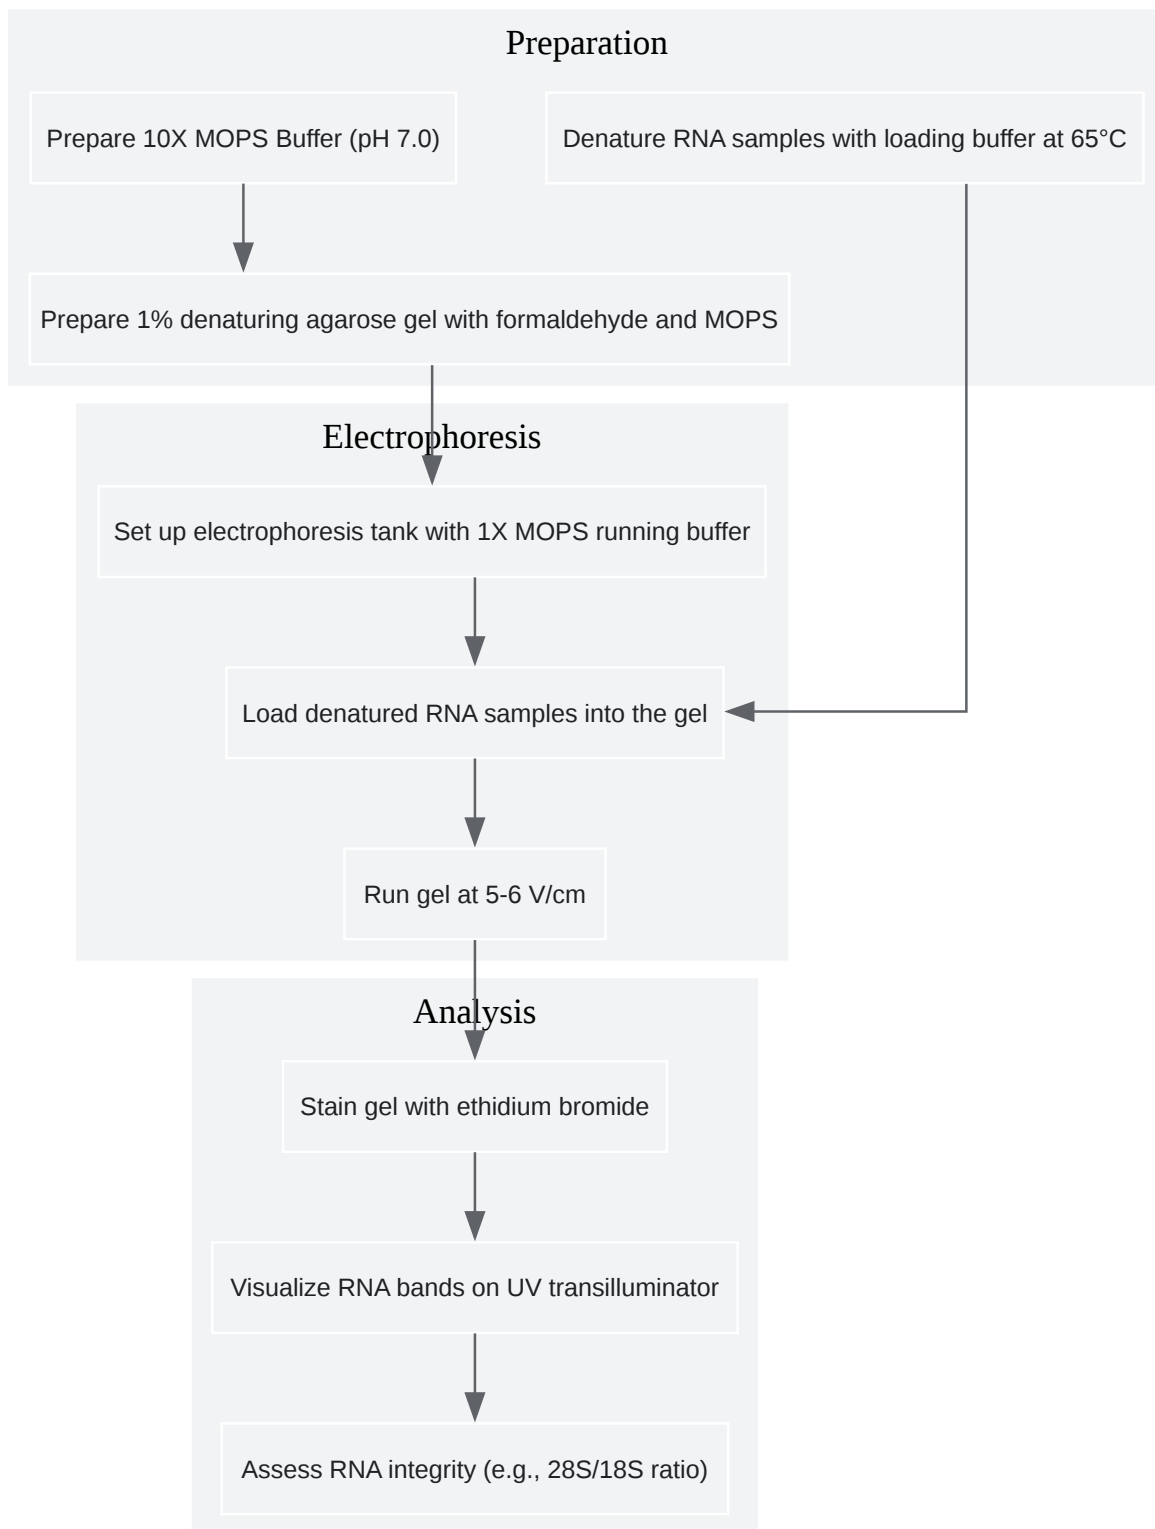 Preparation
Prepare 10X MOPS Buffer (pH 7.0)
Denature RNA samples with loading buffer at 65°C
Prepare 1% denaturing agarose gel with formaldehyde and MOPS
Electrophoresis
Set up electrophoresis tank with 1X MOPS running buffer
Load denatured RNA samples into the gel
Run gel at 5-6 V/cm
Analysis
Stain gel with ethidium bromide
Visualize RNA bands on UV transilluminator
Assess RNA integrity (e.g., 28S/18S ratio)